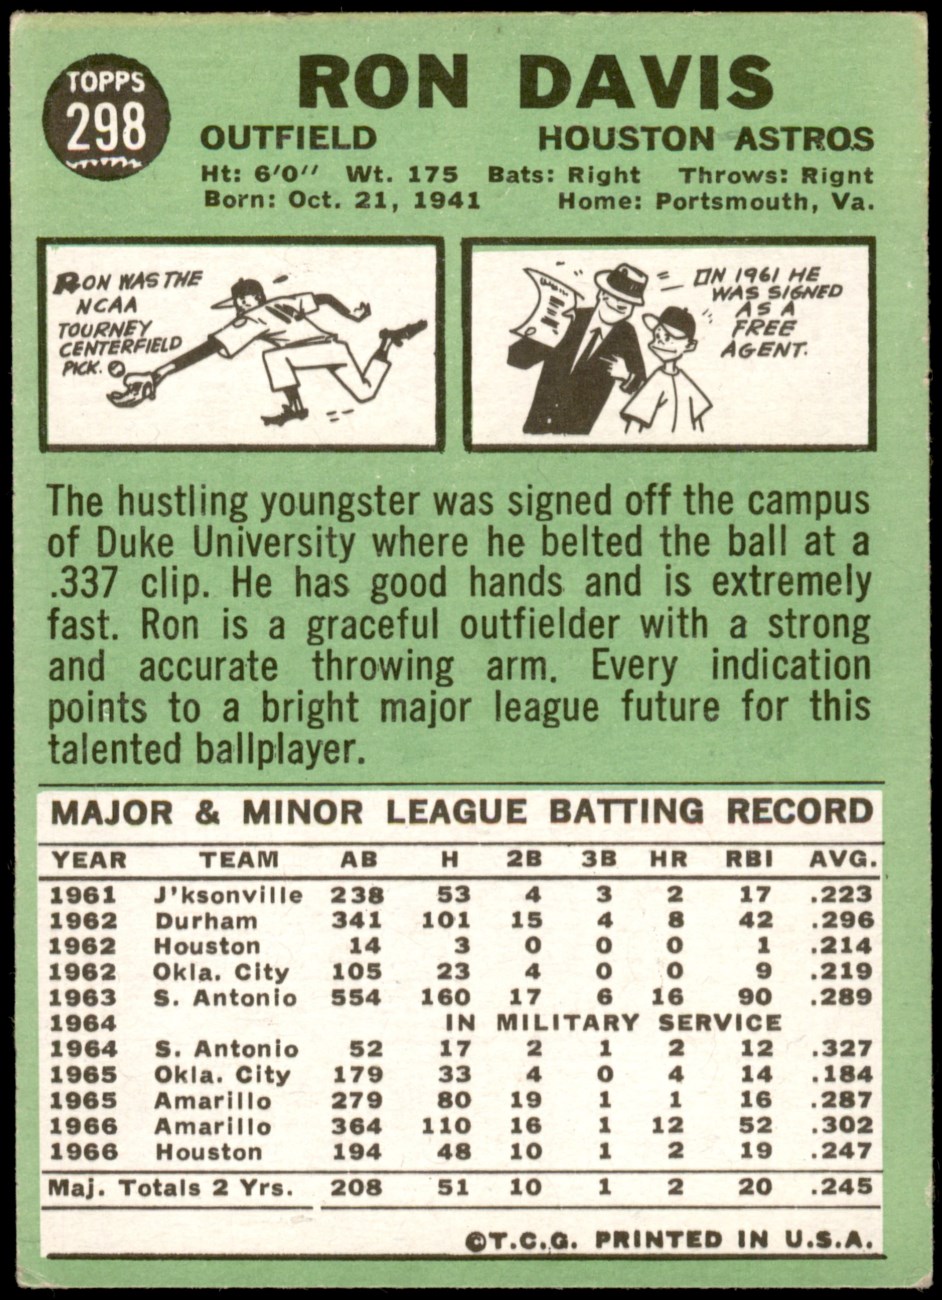 TOPPS
298
RON DAVIS
OUTFIELD HOUSTON ASTROS
Ht: 6'0" Wt. 175 Bats: Right Throws: Rignt
Born: Oct. 21, 1941 Home: Portsmouth, Va.
RON WAS THE
NCAA
TOURNEY
CENTERFIELD
PICK.
IN 1961 HE
WAS SIGNED
AS A
FREE
AGENT.
The hustling youngster was signed off the campus
of Duke University where he belted the ball at a
.337 clip. He has good hands and is extremely
fast. Ron is a graceful outfielder with a strong
and accurate throwing arm. Every indication
points to a bright major league future for this
talented ballplayer.
MAJOR & MINOR LEAGUE BATTING RECORD
YEAR TEAM AB H 2B 3B HR RBI AVG.
1961 J'ksonville 238 53 4 3 2 17 .223
1962 Durham 341 101 15 4 8 42 .296
1962 Houston 14 3 0 0 0 1 .214
1962 Okla. City 105 23 4 0 0 9 .219
1963 S. Antonio 554 160 17 6 16 90 .289
1964 IN MILITARY SERVICE
1964 S. Antonio 52 17 2 1 2 12 .327
1965 Okla. City 179 33 4 0 4 14 .184
1965 Amarillo 279 80 19 1 1 16 .287
1966 Amarillo 364 110 16 1 12 52 .302
1966 Houston 194 48 10 1 2 19 .247
Maj. Totals 2 Yrs. 208 51 10 1 2 20 .245
©T.C.G. PRINTED IN U.S.A.